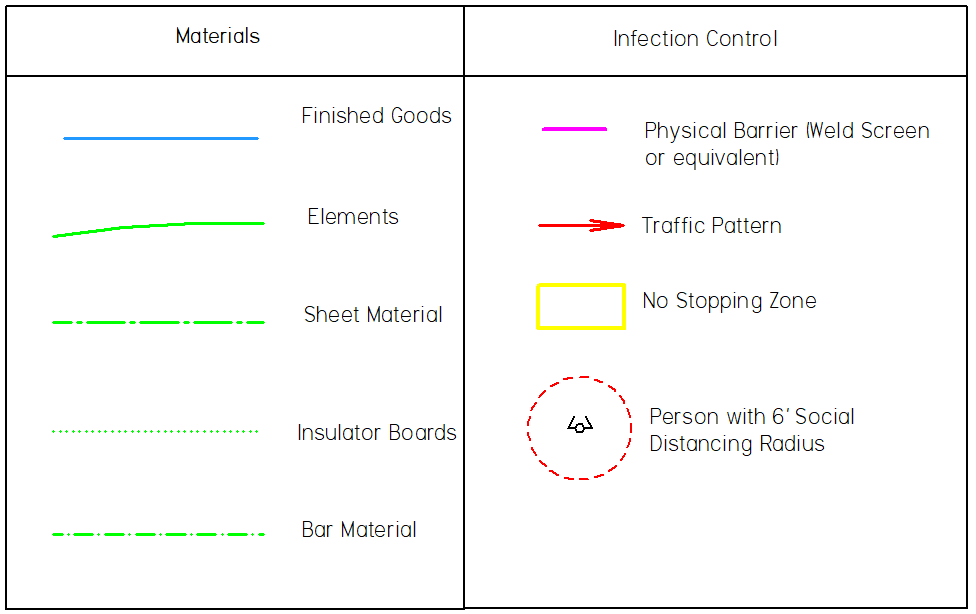 Materials
Infection Control
Finished Goods
Elements
Sheet Material
Insulator Boards
Bar Material
Physical Barrier (Weld Screen
or equivalent)
Traffic Pattern
No Stopping Zone
Person with 6' Social
Distancing Radius